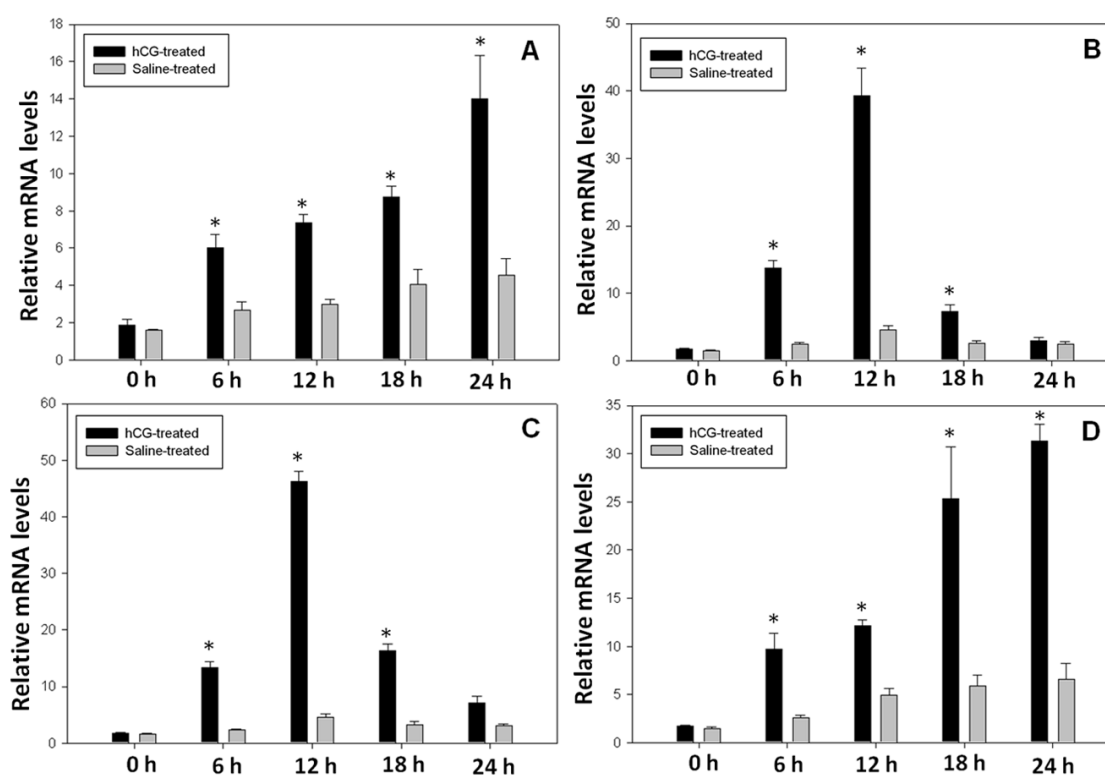 A
hCG-treated
Saline-treated
Relative mRNA levels
18
16
14
12
10
8
6
4
2
0
* * * *
0 h 6 h 12 h 18 h 24 h
B
hCG-treated
Saline-treated
Relative mRNA levels
50
40
30
20
10
0
* * *
0 h 6 h 12 h 18 h 24 h
C
hCG-treated
Saline-treated
Relative mRNA levels
60
50
40
30
20
10
0
* * *
0 h 6 h 12 h 18 h 24 h
D
hCG-treated
Saline-treated
Relative mRNA levels
35
30
25
20
15
10
5
0
* * * *
0 h 6 h 12 h 18 h 24 h